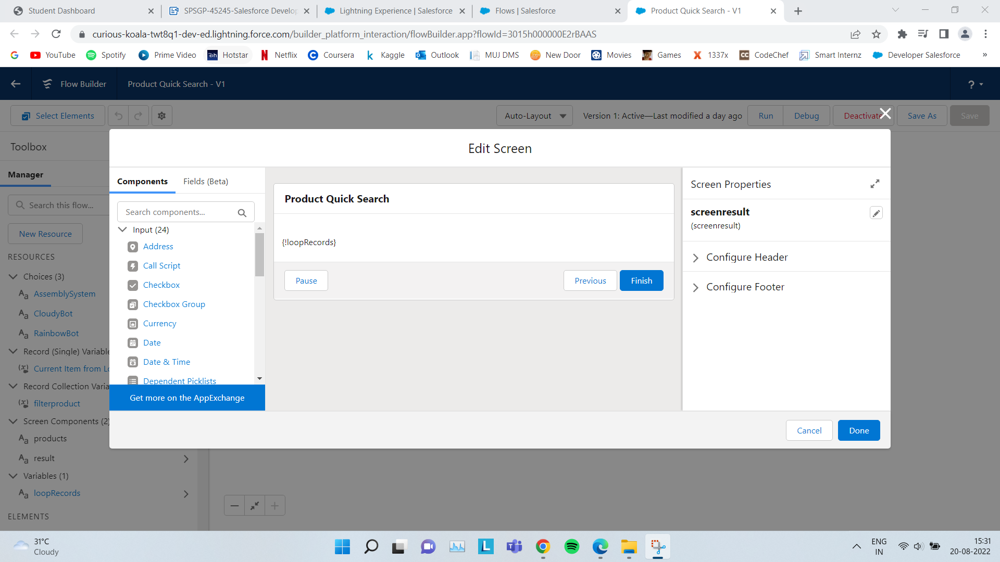 Student Dashboard
SPSGP-45245-Salesforce Develop
Lightning Experience | Salesforce
Flows | Salesforce
Product Quick Search - V1
curious-koala-twt8q1-dev-ed.lightning.force.com/builder_platform_interaction/flowBuilder.app?flowId=3015h000000E2rBAAS
YouTube
Spotify
Prime Video
Hotstar
Netflix
Coursera
Kaggle
Outlook
MUJ DMS
New Door
Movies
Games
1337x
CodeChef
Smart Internz
Developer Salesforce
»
Flow Builder
Product Quick Search - V1
?
Select Elements
Auto-Layout
Version 1: Active—Last modified a day ago
Run
Debug
Deactivate
Save As
Save
Toolbox
Manager
Search this flow...
New Resource
RESOURCES
Choices (3)
AssemblySystem
CloudyBot
RainbowBot
Record (Single) Variable
Current Item from Lo
Record Collection Varia
filterproduct
Screen Components (2)
products
result
Variables (1)
loopRecords
ELEMENTS
Edit Screen
Components
Fields (Beta)
Search components...
Input (24)
Address
Call Script
Checkbox
Checkbox Group
Currency
Date
Date & Time
Dependent Picklists
Get more on the AppExchange
Product Quick Search
{!loopRecords}
Pause
Previous
Finish
Screen Properties
screenresult
(screenresult)
Configure Header
Configure Footer
Cancel
Done
31°C
Cloudy
ENG
IN
15:31
20-08-2022